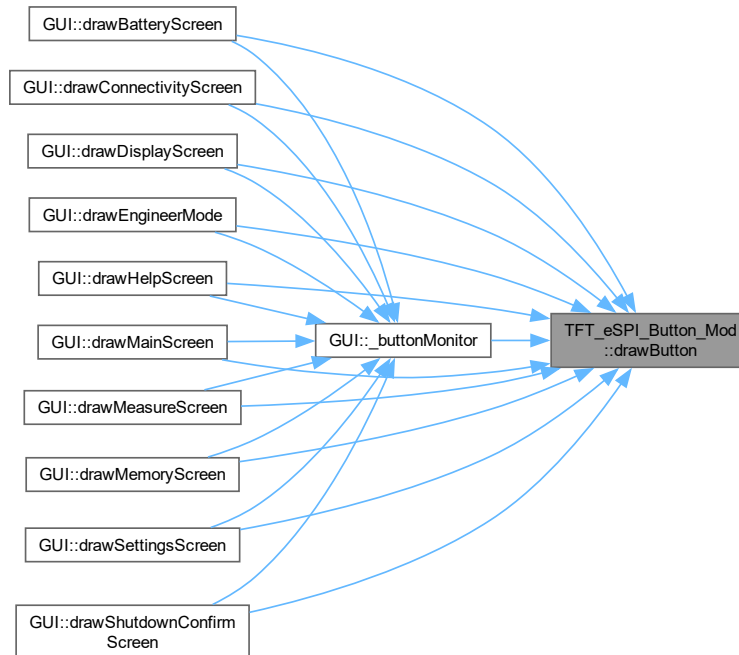 GUI::drawBatteryScreen
GUI::drawConnectivityScreen
GUI::drawDisplayScreen
GUI::drawEngineerMode
GUI::drawHelpScreen
GUI::drawMainScreen
GUI::drawMeasureScreen
GUI::drawMemoryScreen
GUI::drawSettingsScreen
GUI::drawShutdownConfirm
Screen
GUI::_buttonMonitor
TFT_eSPI_Button_Mod
::drawButton